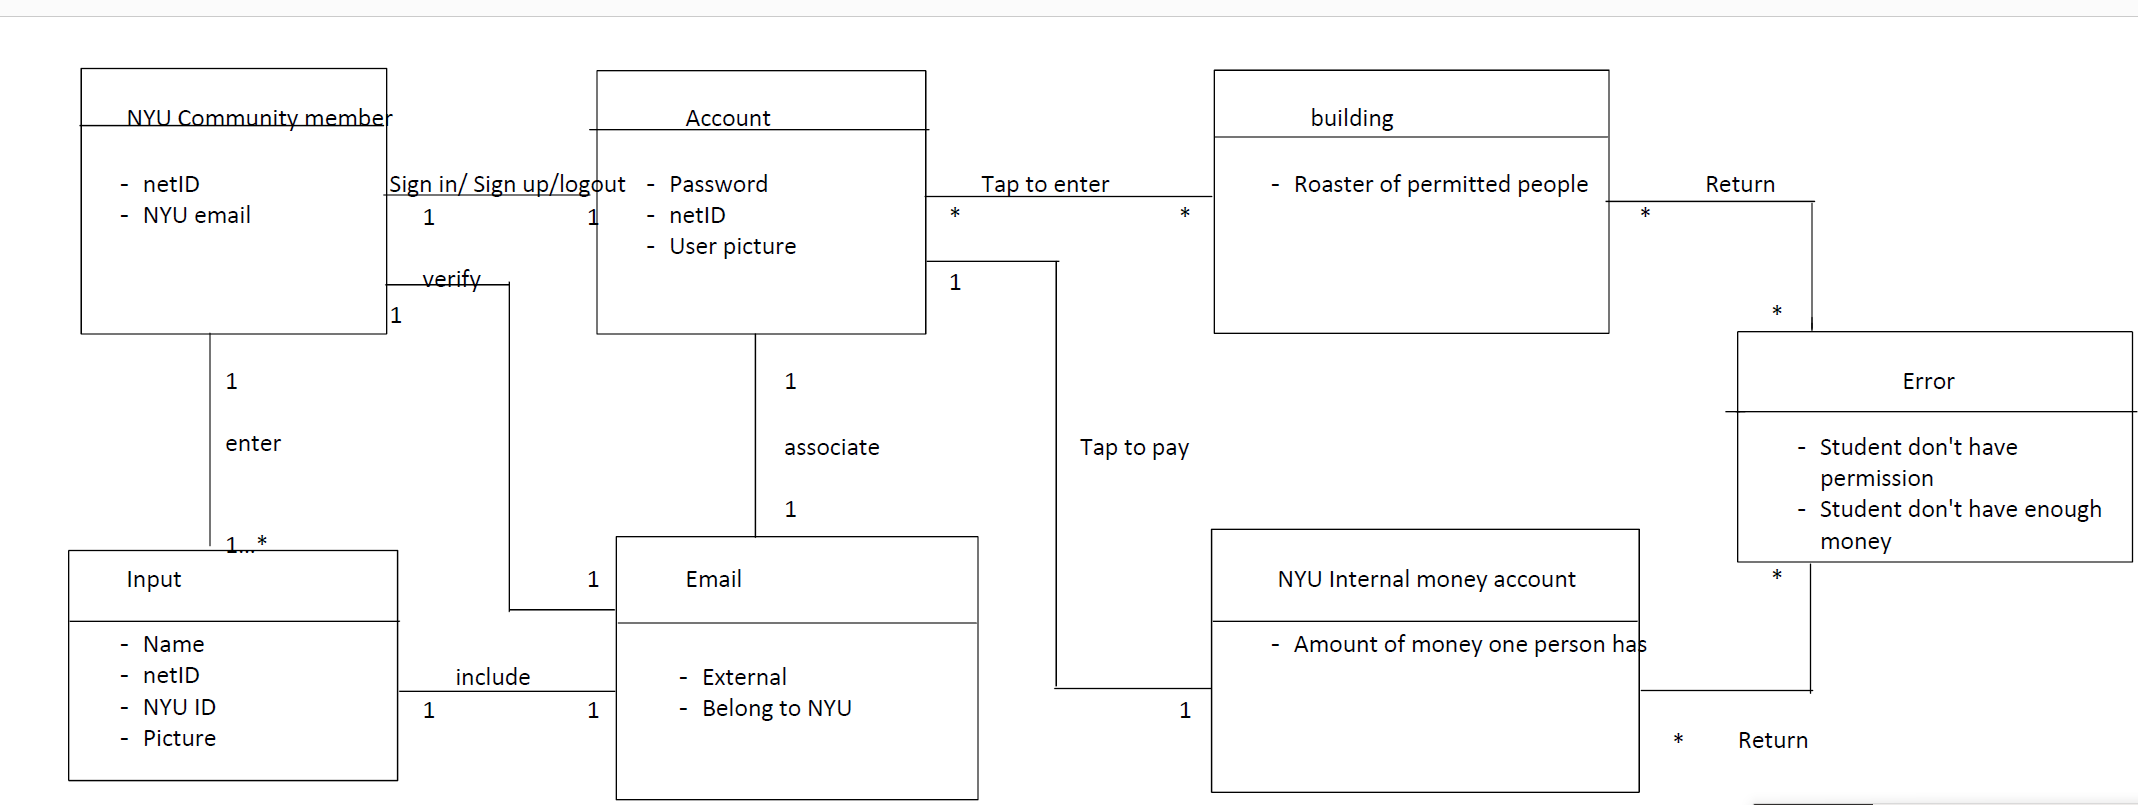 NYU Community member
- netID
- NYU email
Sign in/ Sign up/logout
1
1
verify
1
Account
- Password
- netID
- User picture
Tap to enter
*
*
1
building
- Roaster of permitted people
Return
*
*
1
enter
1...*
1
associate
1
Tap to pay
Error
- Student don't have
permission
- Student don't have enough
money
*
Input
- Name
- netID
- NYU ID
- Picture
include
1
1
1
Email
- External
- Belong to NYU
1
NYU Internal money account
- Amount of money one person has
*
Return